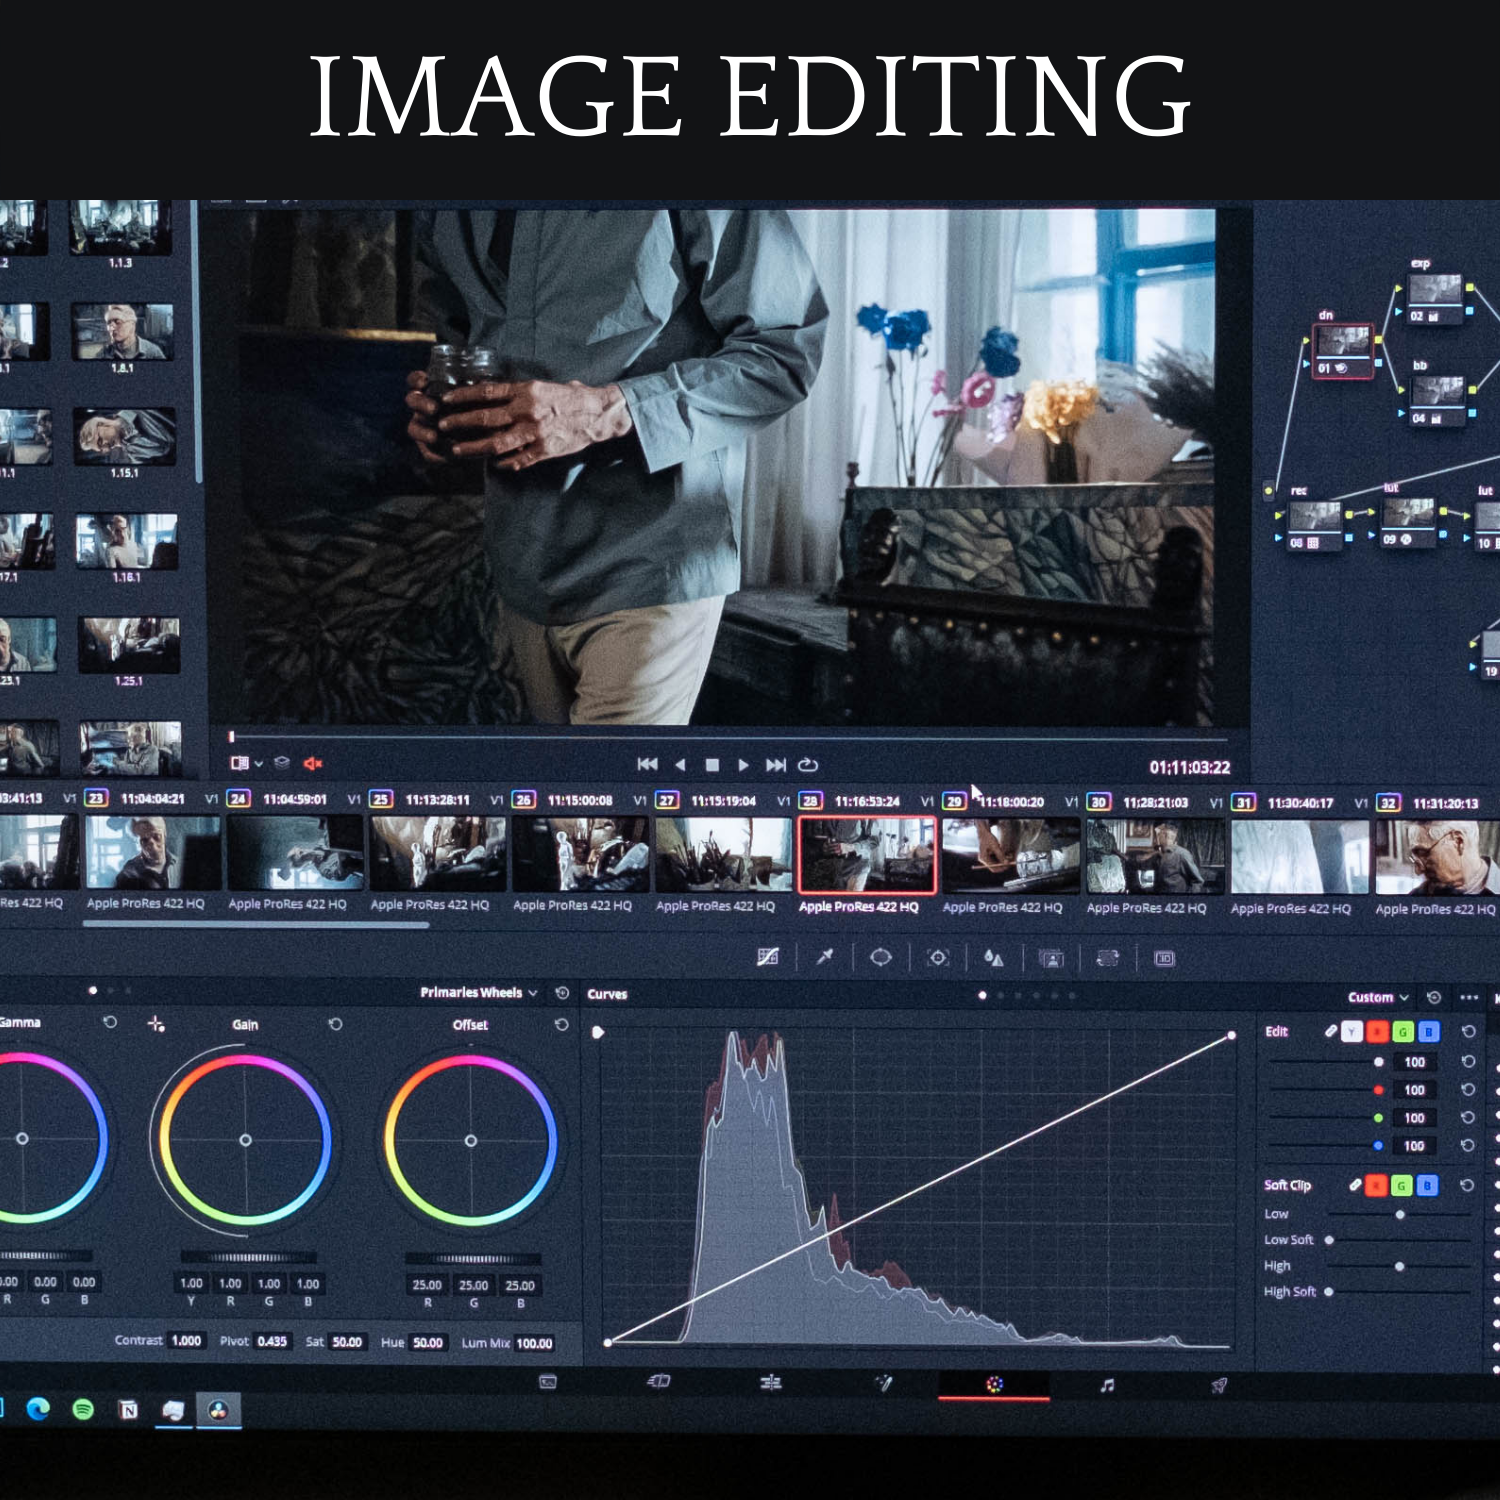 IMAGE EDITING
.2 1.1.3
1.8.1
1.15.1
17.1 1.18.1
23.1 1.25.1
exp
dn
02
01
bb
04
rec lut lut
08 09 10
19
01:11:03:22
3:41:13 V1 23 11:04:04:21 V1 24 11:04:59:01 V1 25 11:13:28:11 V1 26 11:15:00:08 V1 27 11:15:19:04 V1 28 11:16:53:24 V1 29 11:18:00:20 V1 30 11:28:21:03 V1 31 11:30:40:17 V1 32 11:31:20:13
Res 422 HQ Apple ProRes 422 HQ Apple ProRes 422 HQ Apple ProRes 422 HQ Apple ProRes 422 HQ Apple ProRes 422 HQ Apple ProRes 422 HQ Apple ProRes 422 HQ Apple ProRes 422 HQ Apple ProRes 422 HQ Apple ProRes 422 HQ
Primaries Wheels Curves Custom
Gamma Gain Offset
Edit Y R G B
100
100
100
100
Soft Clip R G B
Low
Low Soft
High
High Soft
0.00 0.00 0.00 1.00 1.00 1.00 1.00 25.00 25.00 25.00
R G B Y R G B R G B
Contrast 1.000 Pivot 0.435 Sat 50.00 Hue 50.00 Lum Mix 100.00